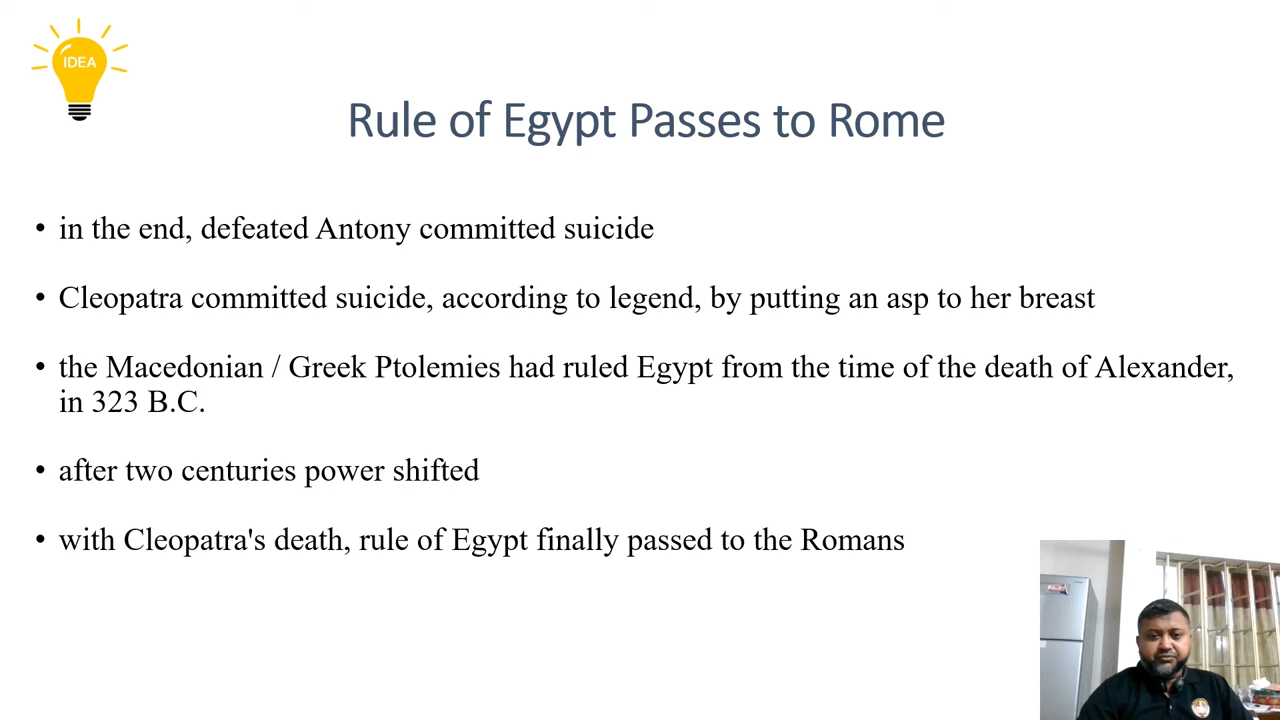 IDEA
Rule of Egypt Passes to Rome
• in the end, defeated Antony committed suicide
• Cleopatra committed suicide, according to legend, by putting an asp to her breast
• the Macedonian / Greek Ptolemies had ruled Egypt from the time of the death of Alexander,
in 323 B.C.
• after two centuries power shifted
• with Cleopatra's death, rule of Egypt finally passed to the Romans